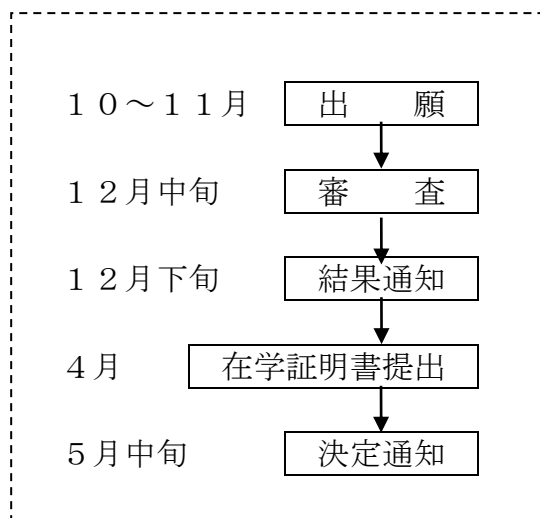 １０～１１月 出　　願
１２月中旬 審　　査
１２月下旬 結果通知
４月 在学証明書提出
５月中旬 決定通知